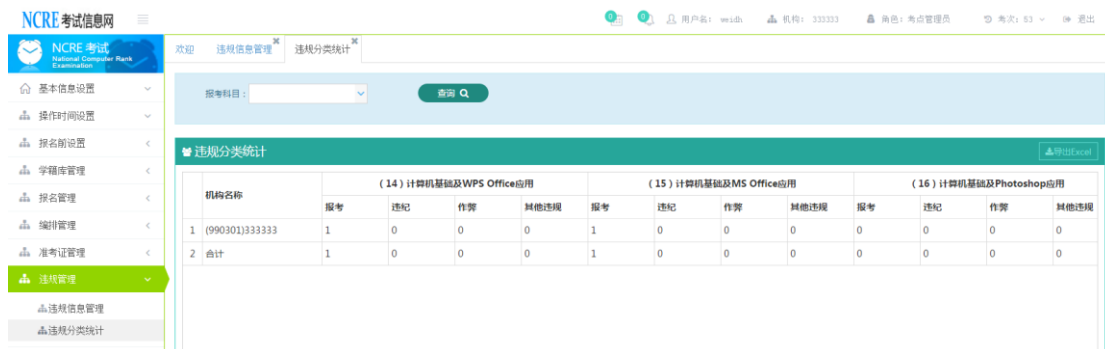 NCRE 考试信息网
0
0
用户名: weidh
机构: 333333
角色: 考点管理员
考次: 53
退出
NCRE 考试
National Computer Rank
Examination
欢迎
违规信息管理
违规分类统计
基本信息设置
操作时间设置
报名前设置
学籍库管理
报名管理
编排管理
准考证管理
违规管理
违规信息管理
违规分类统计
报考科目：
查询
违规分类统计
导出Excel
机构名称 （14）计算机基础及WPS Office应用 （15）计算机基础及MS Office应用 （16）计算机基础及Photoshop应用
报考 违纪 作弊 其他违规 报考 违纪 作弊 其他违规 报考 违纪 作弊 其他违规
1 (990301)333333 1 0 0 0 1 0 0 0 0 0 0 0
2 合计 1 0 0 0 1 0 0 0 0 0 0 0